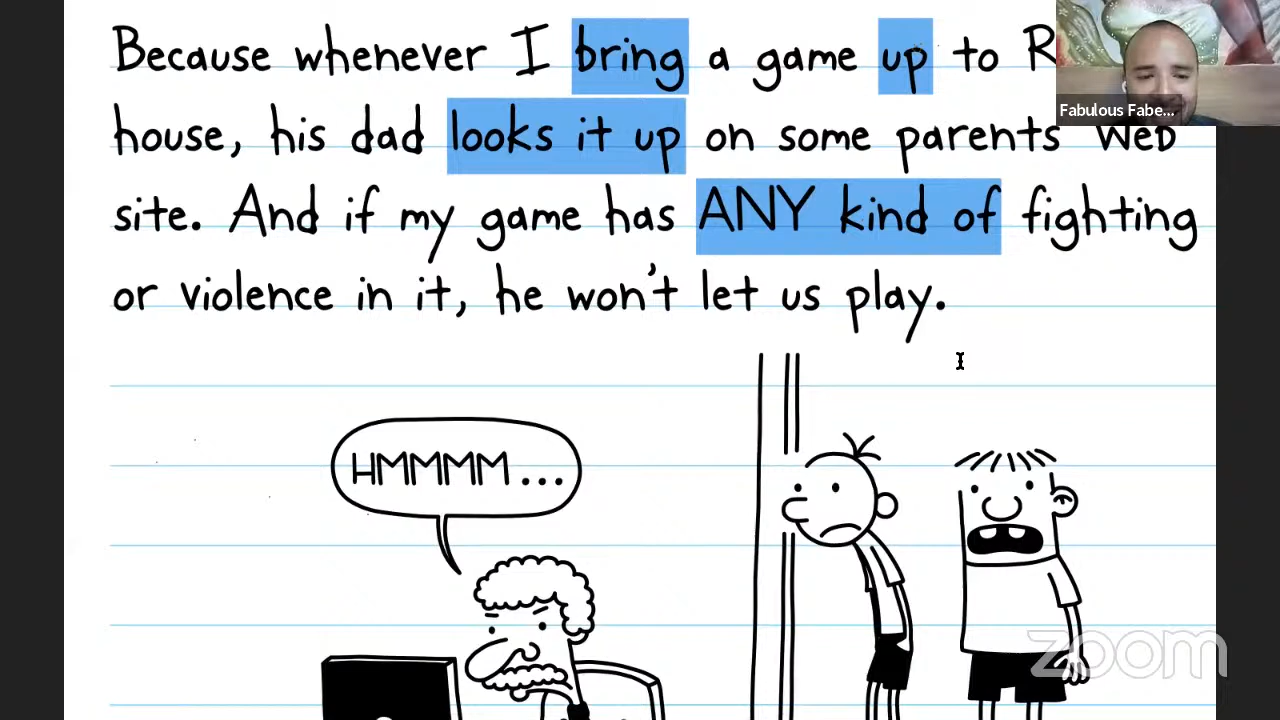 Because whenever I bring a game up to
Fabulous Fabe...
house, his dad looks it up on some parents' Web
site. And if my game has ANY kind of fighting
or violence in it, he won't let us play.
HMMMM...
zoom